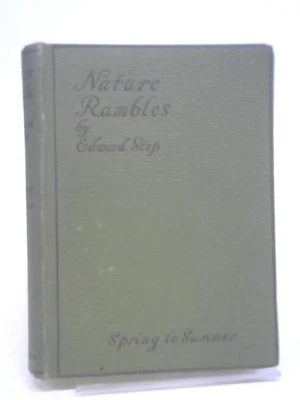 Nature
Rambles
by
Edward Step
Spring to Summer